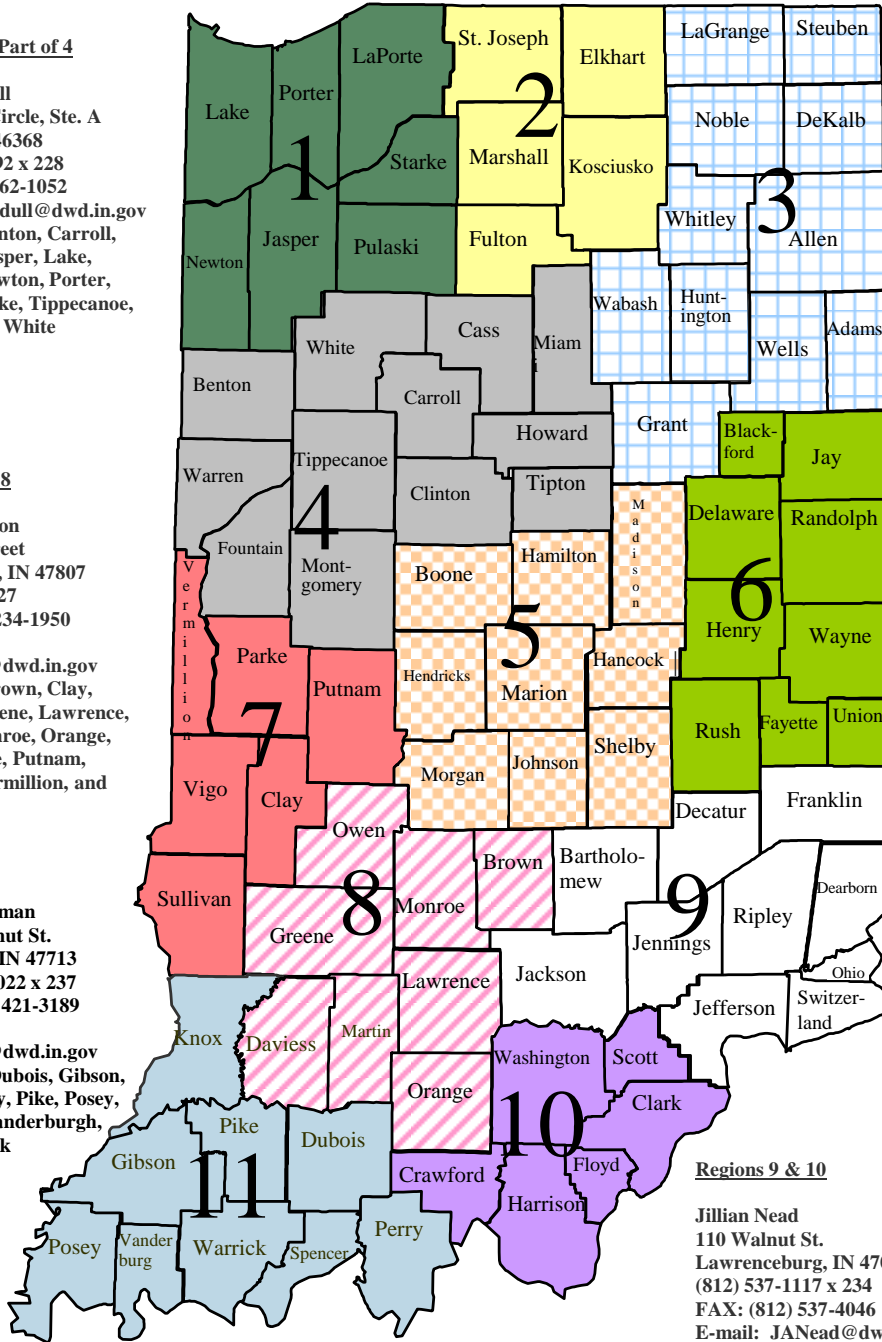 Part of 4
ll
Circle, Ste. A
46368
92 x 228
62-1052
dull@dwd.in.gov
nton, Carroll,
sper, Lake,
wton, Porter,
ke, Tippecanoe,
White
8
on
reet
, IN 47807
27
234-1950
@dwd.in.gov
rown, Clay,
ene, Lawrence,
nroe, Orange,
e, Putnam,
rmillion, and
man
nut St.
IN 47713
022 x 237
421-3189
@dwd.in.gov
Dubois, Gibson,
y, Pike, Posey,
anderburgh,
k
Lake
Porter
LaPorte
1
Starke
Newton
Jasper
Pulaski
St. Joseph
Elkhart
2
Marshall
Kosciusko
Fulton
LaGrange
Steuben
Noble
DeKalb
3
Whitley
Allen
Wabash
Hunt-
ington
Wells
Adams
Grant
White
Cass
Miam
i
Benton
Carroll
Howard
Warren
Tippecanoe
Clinton
Tipton
4
Fountain
Mont-
gomery
Boone
Hamilton
Madison
5
Hendricks
Marion
Hancock
Morgan
Johnson
Shelby
Black-
ford
Jay
Delaware
Randolph
6
Henry
Wayne
Rush
Fayette
Union
Vermillion
Parke
Putnam
7
Vigo
Clay
Sullivan
Owen
8
Monroe
Brown
Greene
Lawrence
Daviess
Martin
Orange
Decatur
Franklin
Bartholo-
mew
9
Dearborn
Ripley
Jennings
Jackson
Ohio
Jefferson
Switzer-
land
Washington
Scott
10
Clark
Crawford
Floyd
Harrison
Knox
Pike
Dubois
Gibson
11
Posey
Vander
burg
Warrick
Spencer
Perry
Regions 9 & 10
Jillian Nead
110 Walnut St.
Lawrenceburg, IN 470
(812) 537-1117 x 234
FAX: (812) 537-4046
E-mail: JANead@dw